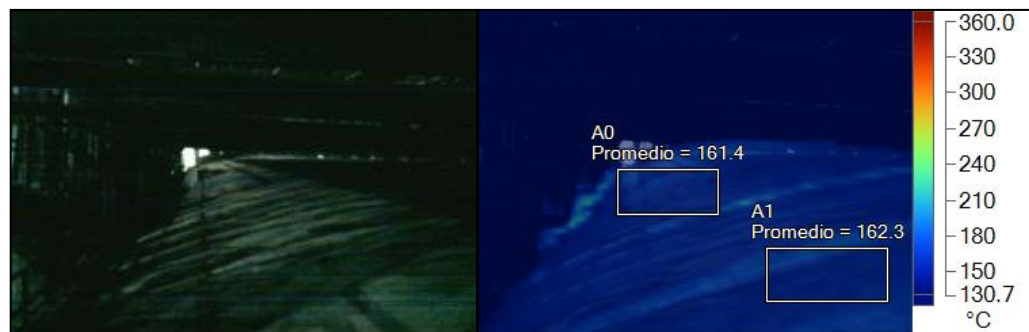 A0
Promedio = 161.4
A1
Promedio = 162.3
360.0
330
300
270
240
210
180
150
130.7
°C